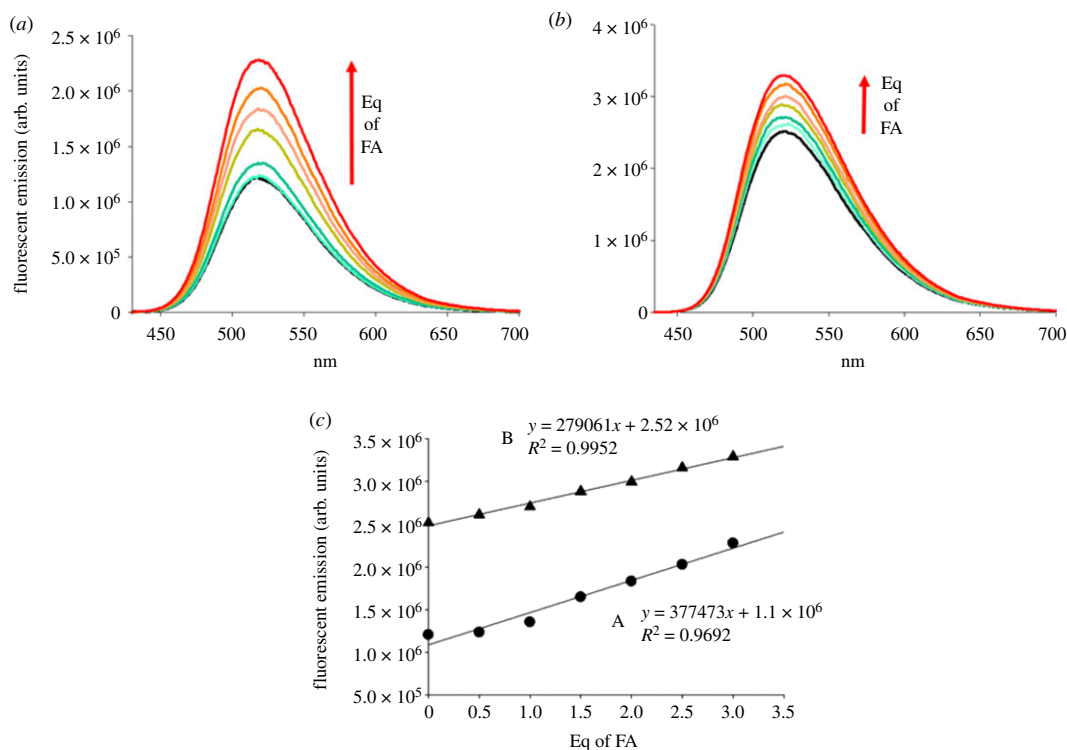 (a)
2.5 × 10⁶
2.0 × 10⁶
1.5 × 10⁶
1.0 × 10⁶
5.0 × 10⁵
0
fluorescent emission (arb. units)
Eq
of
FA
450 500 550 600 650 700
nm
(b)
4 × 10⁶
3 × 10⁶
2 × 10⁶
1 × 10⁶
0
Eq
of
FA
450 500 550 600 650 700
nm
(c)
3.5 × 10⁶
3.0 × 10⁶
2.5 × 10⁶
2.0 × 10⁶
1.5 × 10⁶
1.0 × 10⁶
5.0 × 10⁵
fluorescent emission (arb. units)
B y = 279061x + 2.52 × 10⁶
R² = 0.9952
A y = 377473x + 1.1 × 10⁶
R² = 0.9692
0 0.5 1.0 1.5 2.0 2.5 3.0 3.5
Eq of FA